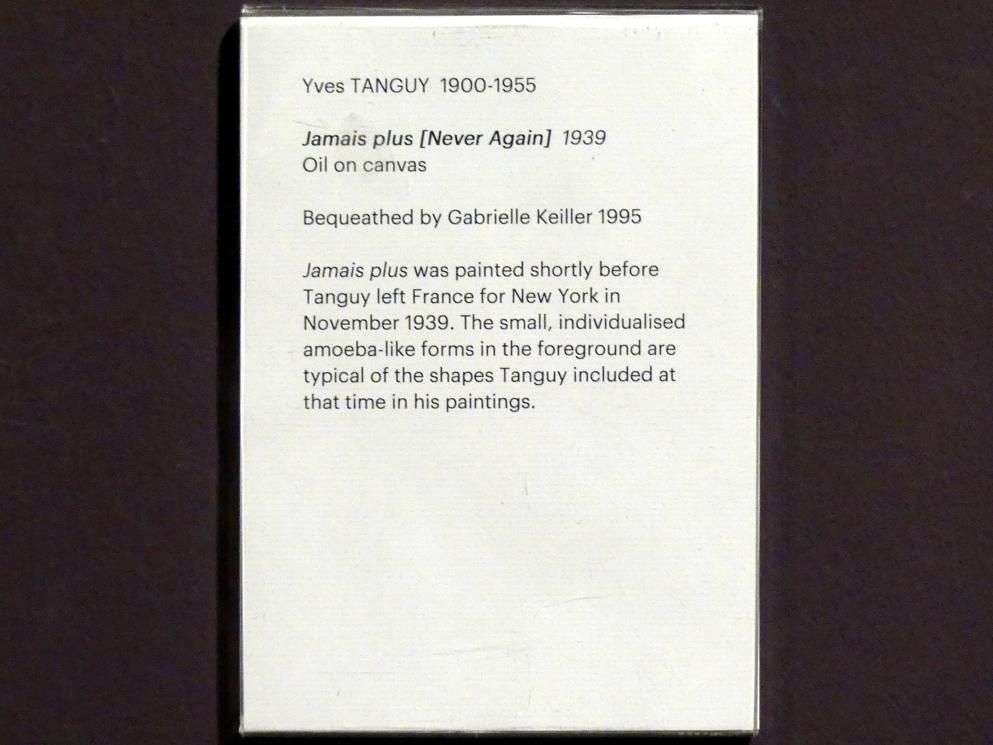 Yves TANGUY 1900-1955
Jamais plus [Never Again] 1939
Oil on canvas
Bequeathed by Gabrielle Keiller 1995
Jamais plus was painted shortly before
Tanguy left France for New York in
November 1939. The small, individualised
amoeba-like forms in the foreground are
typical of the shapes Tanguy included at
that time in his paintings.